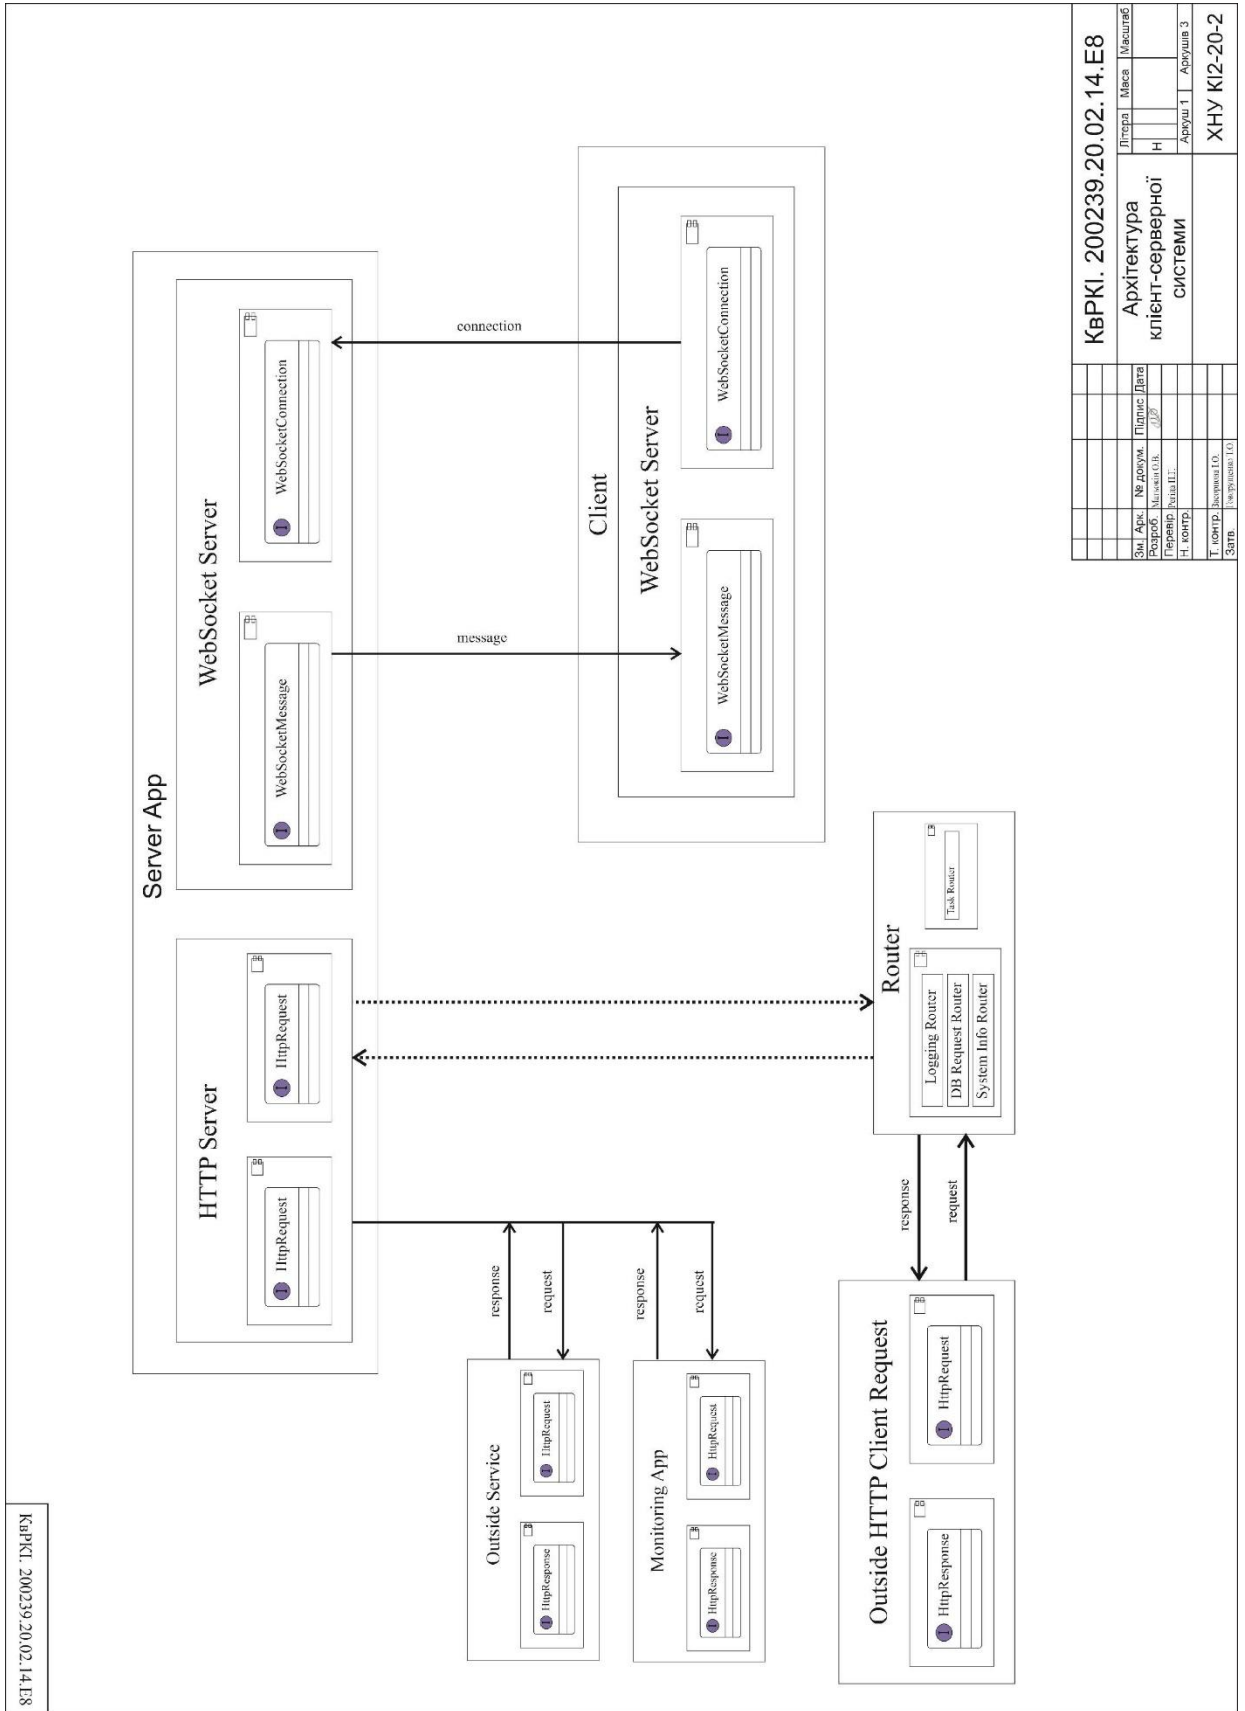 КвРКІ. 200239.20.02.14.Е8
Server App
HTTP Server
HttpRequest
HttpRequest
WebSocket Server
WebSocketMessage
WebSocketConnection
response
request
response
request
message
connection
Outside Service
HttpResponse
HttpRequest
Monitoring App
HttpResponse
HttpRequest
Client
WebSocket Server
WebSocketMessage
WebSocketConnection
Outside HTTP Client Request
HttpResponse
HttpRequest
response
request
Router
Logging Router
DB Request Router
System Info Router
Task Router
КвРКІ. 200239.20.02.14.Е8
Зм. Арк. № докум. Підпис Дата
Розроб.
Перевір.
Н. контр.
Т. контр.
Затв.
Архітектура
клієнт-серверної
системи
Літера Маса Масштаб
Н
Аркуш 1 Аркушів 3
ХНУ КІ2-20-2